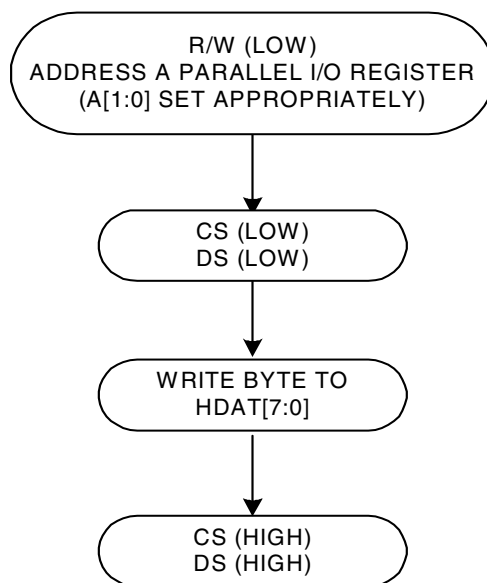 R/W (LOW)
ADDRESS A PARALLEL I/O REGISTER
(A[1:0] SET APPROPRIATELY)
CS (LOW)
DS (LOW)
WRITE BYTE TO
HDAT[7:0]
CS (HIGH)
DS (HIGH)